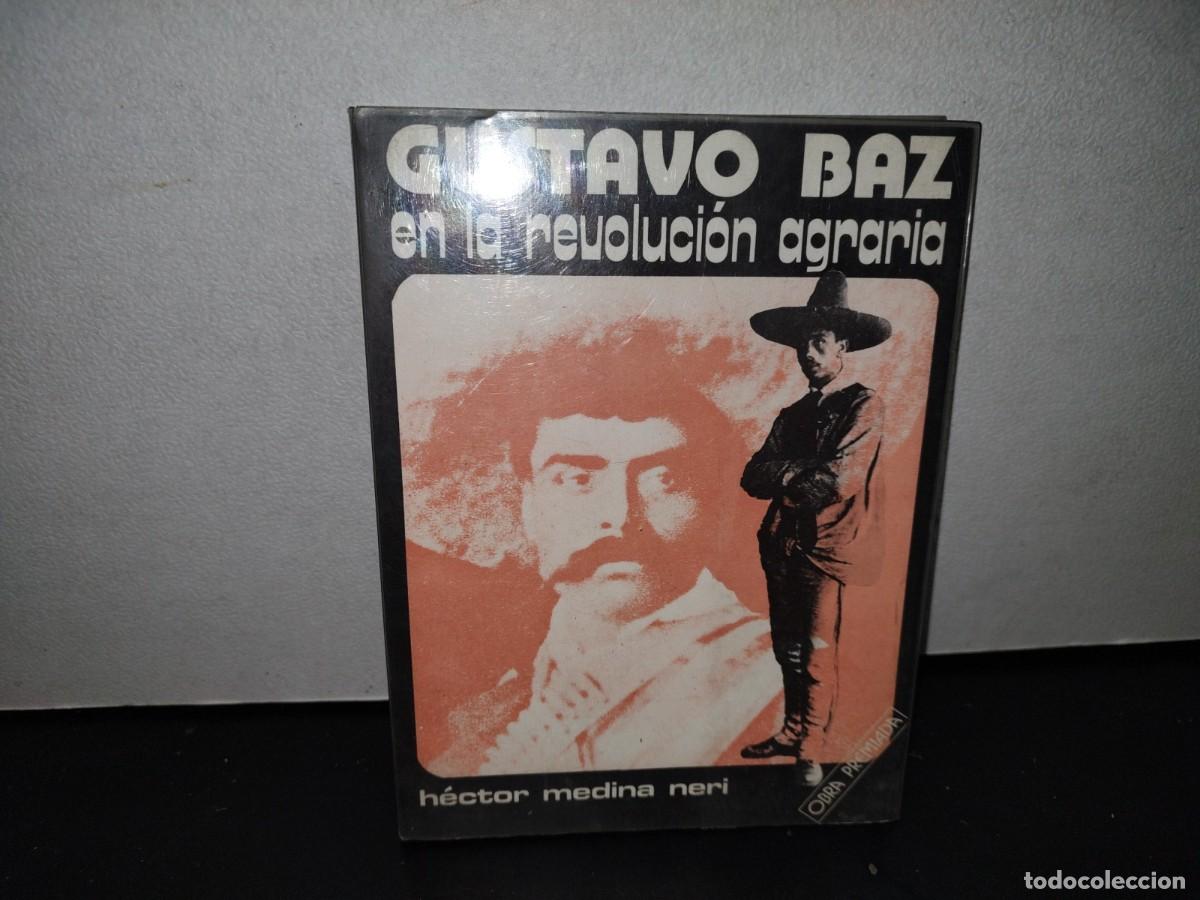 GUSTAVO BAZ
en la revolución agraria
héctor medina neri
OBRA PREMIADA
todocoleccion